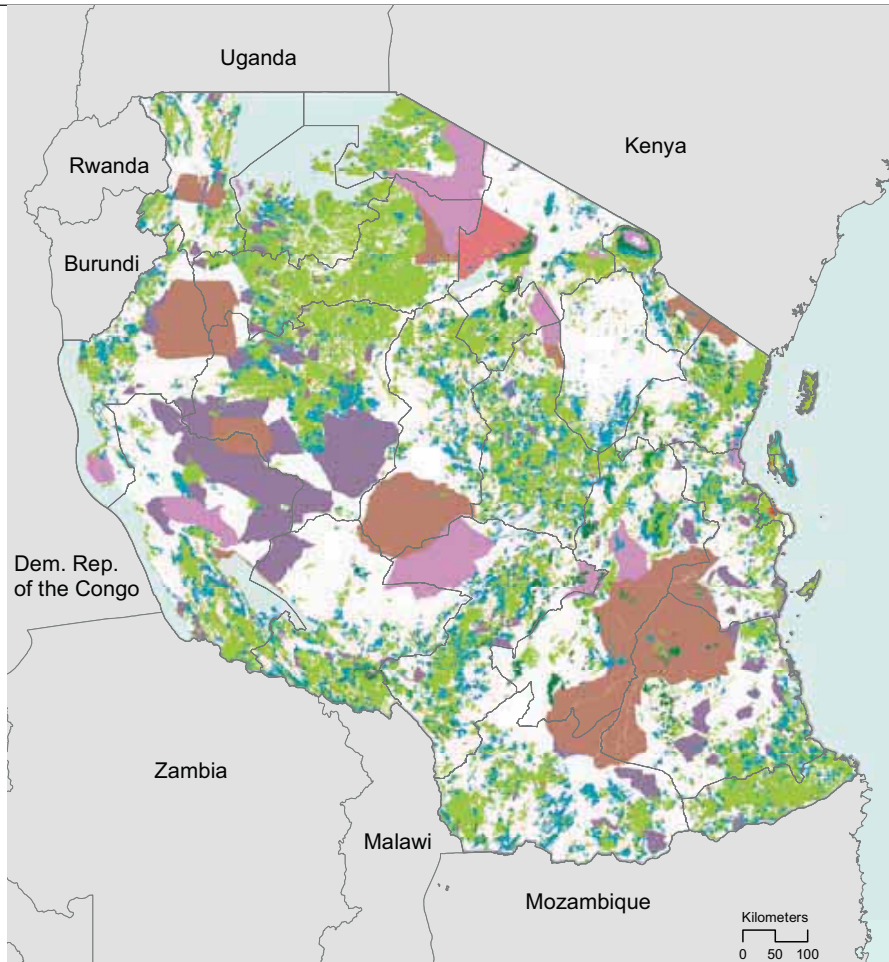 Uganda
Kenya
Rwanda
Burundi
Dem. Rep.
of the Congo
Zambia
Malawi
Mozambique
Kilometers
0 50 100